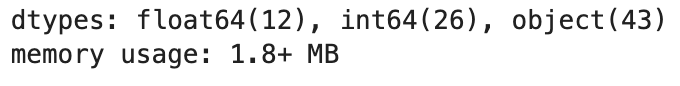 dtypes: float64(12), int64(26), object(43)
memory usage: 1.8+ MB